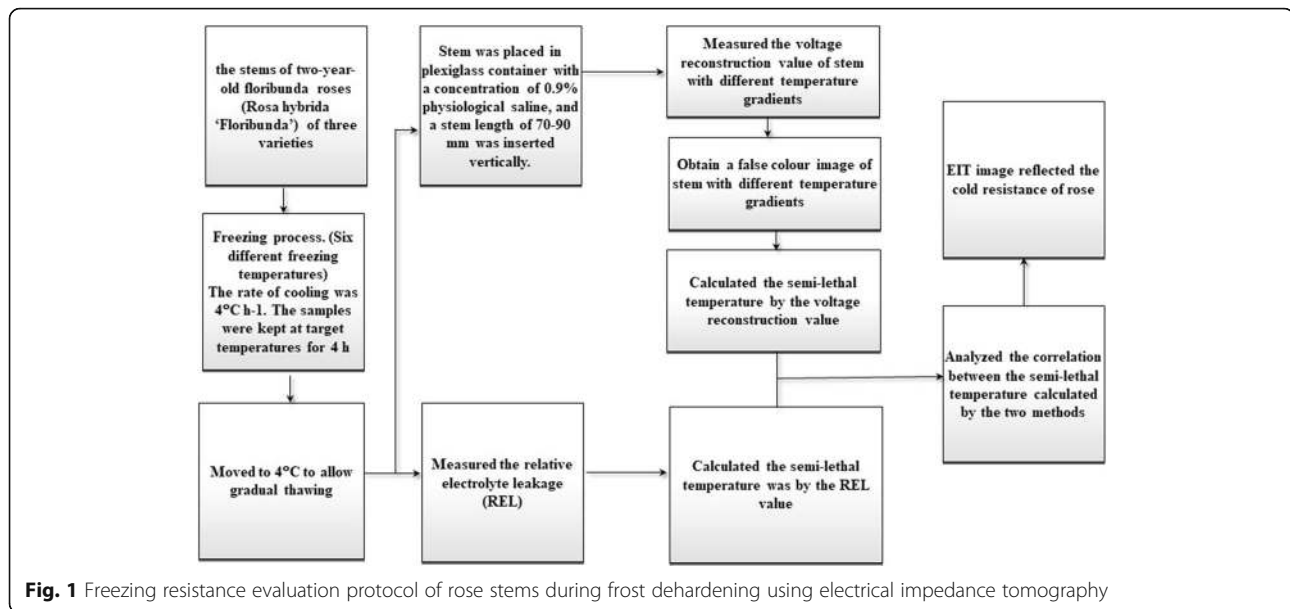 the stems of two-year-
old floribunda roses
(Rosa hybrida
‘Floribunda’) of three
varieties
Freezing process. (Six
different freezing
temperatures)
The rate of cooling was
4°C h-1. The samples
were kept at target
temperatures for 4 h
Moved to 4°C to allow
gradual thawing
Stem was placed in
plexiglass container with
a concentration of 0.9%
physiological saline, and
a stem length of 70-90
mm was inserted
vertically.
Measured the relative
electrolyte leakage
(REL)
Measured the voltage
reconstruction value of stem
with different temperature
gradients
Obtain a false colour image of
stem with different temperature
gradients
Calculated the semi-lethal
temperature by the voltage
reconstruction value
Calculated the semi-lethal
temperature was by the REL
value
Analyzed the correlation
between the semi-lethal
temperature calculated
by the two methods
EIT image reflected the
cold resistance of rose
Fig. 1 Freezing resistance evaluation protocol of rose stems during frost dehardening using electrical impedance tomography